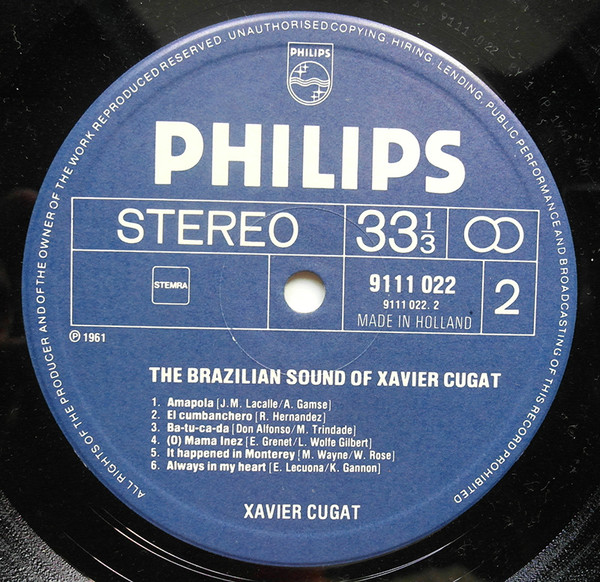 ALL RIGHTS OF THE PRODUCER AND OF THE OWNER OF THE WORK REPRODUCED RESERVED. UNAUTHORISED COPYING, HIRING, LENDING, PUBLIC PERFORMANCE AND BROADCASTING OF THIS RECORD PROHIBITED
PHILIPS
PHILIPS
STEREO
33 1/3
STEMRA
9111 022
9111 022.2
MADE IN HOLLAND
2
Ⓟ 1961
THE BRAZILIAN SOUND OF XAVIER CUGAT
1. Amapola [J. M. Lacalle/A. Gamse]
2. El cumbanchero [R. Hernandez]
3. Ba-tu-ca-da [Don Alfonso/M. Trindade]
4. (O) Mama Inez [E. Grenet/L. Wolfe Gilbert]
5. It happened in Monterey [M. Wayne/W. Rose]
6. Always in my heart [E. Lecuona/K. Gannon]
XAVIER CUGAT